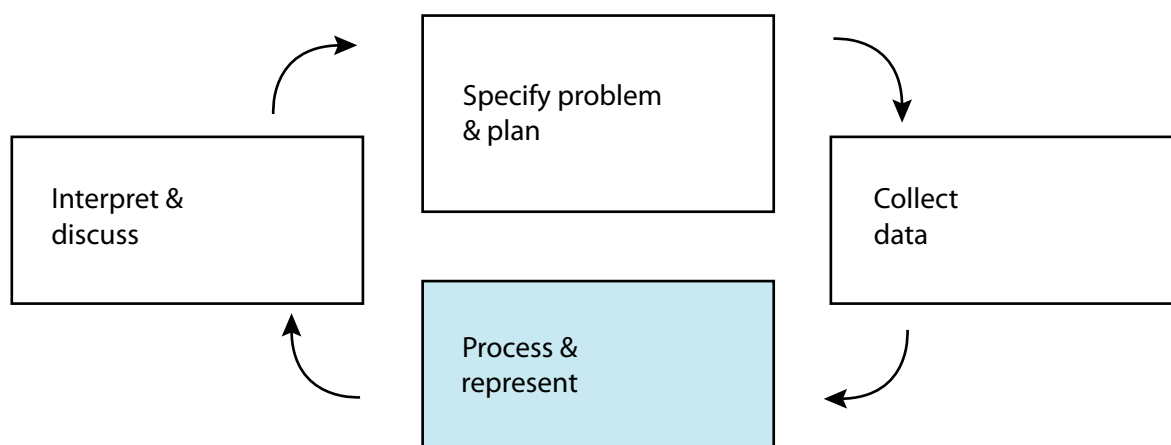 Specify problem
& plan
Interpret &
discuss
Collect
data
Process &
represent